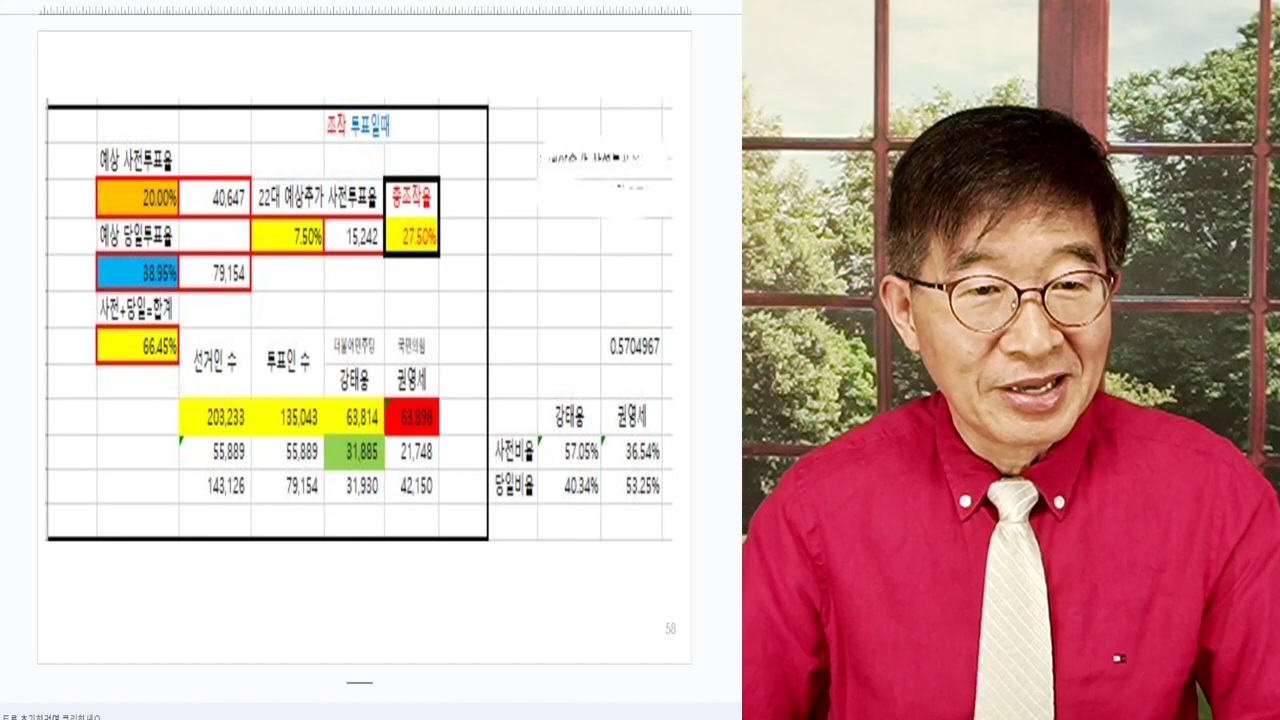 조작 투표일때
예상 사전투표율
20.00% 40,647 22대 예상추가 사전투표율 총조작율
예상 당일투표율 7.50% 15,242 27.50%
38.95% 79,154
사전+당일=합계
66.45% 선거인 수 투표인 수 더불어민주당 국민의힘 0.5704967
강태웅 권영세
203,233 135,043 63,814 63,898 강태웅 권영세
55,889 55,889 31,885 21,748 사전비율 57.05% 36.54%
143,126 79,154 31,930 42,150 당일비율 40.34% 53.25%
58